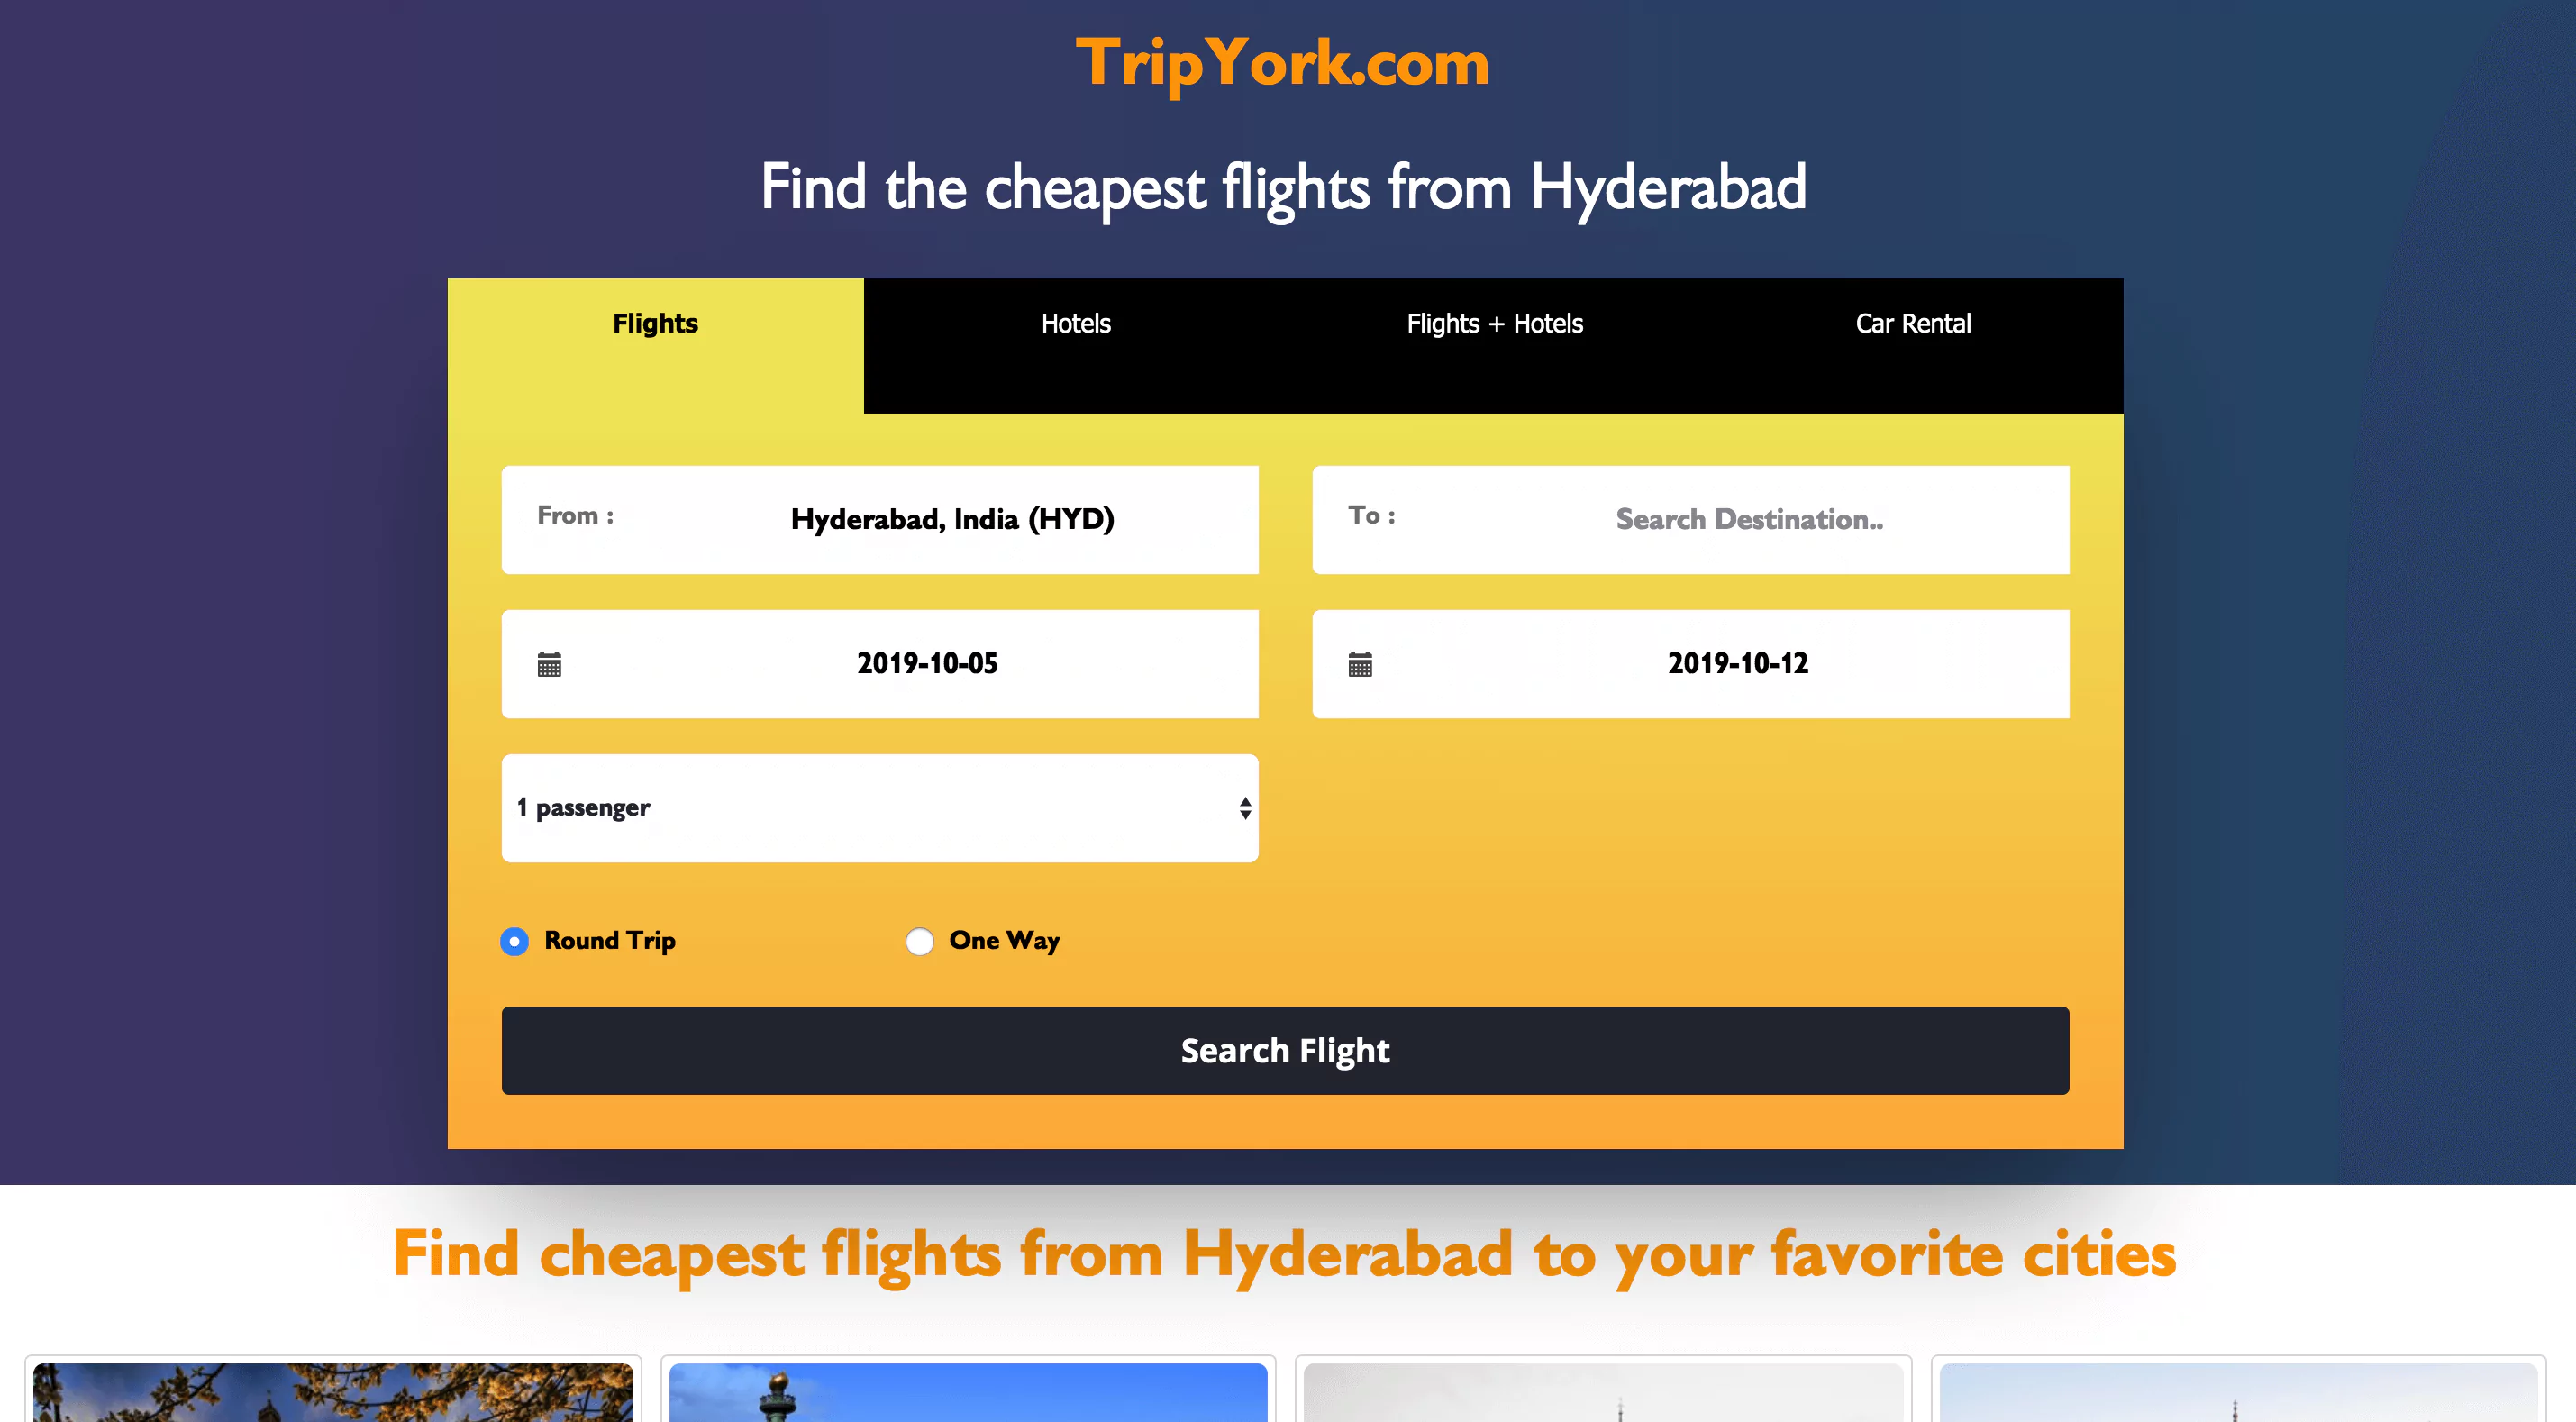 TripYork.com
Find the cheapest flights from Hyderabad
Flights
Hotels
Flights + Hotels
Car Rental
From :
Hyderabad, India (HYD)
To :
Search Destination..
2019-10-05
2019-10-12
1 passenger
Round Trip
One Way
Search Flight
Find cheapest flights from Hyderabad to your favorite cities